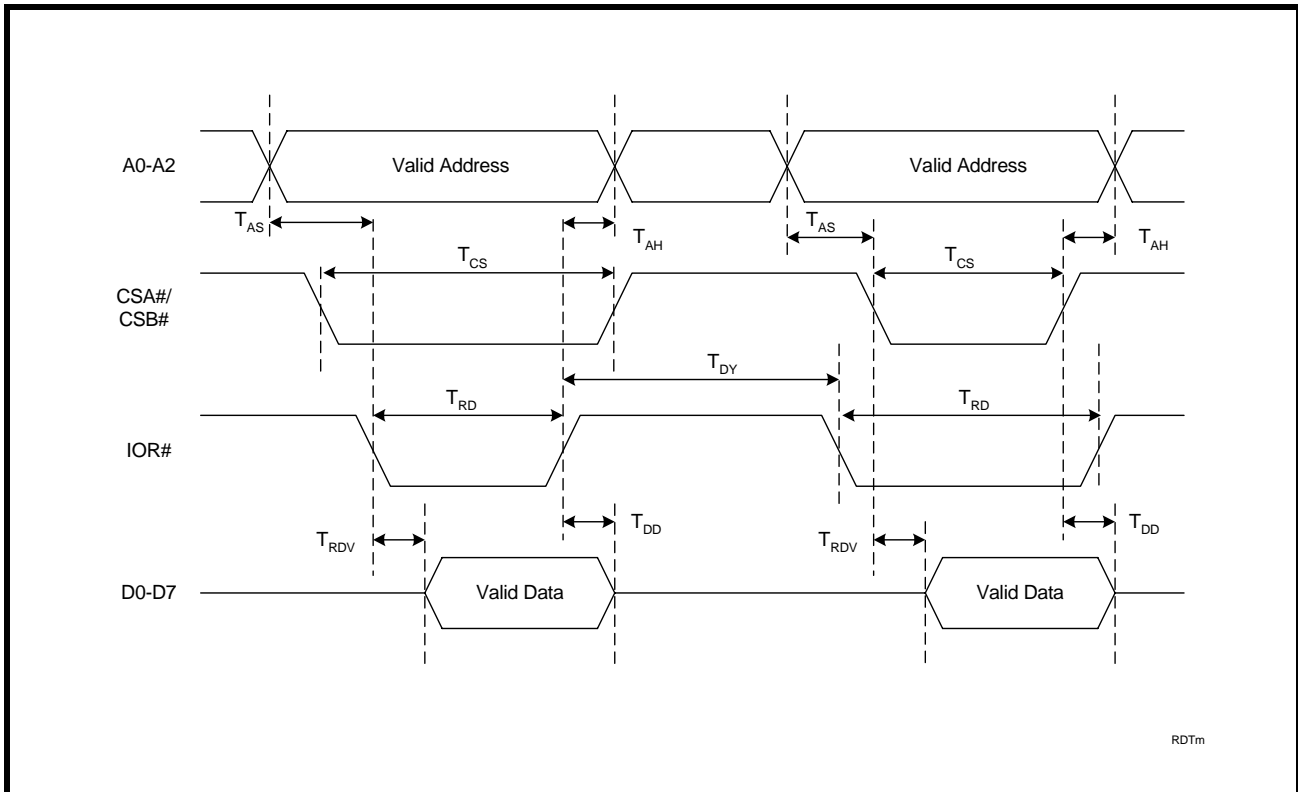 A0-A2
Valid Address
Valid Address
TAS
TAH
TAS
TAH
CSA#/
CSB#
TCS
TCS
TDY
IOR#
TRD
TRD
TRDV
TDD
TRDV
TDD
D0-D7
Valid Data
Valid Data
RDTm